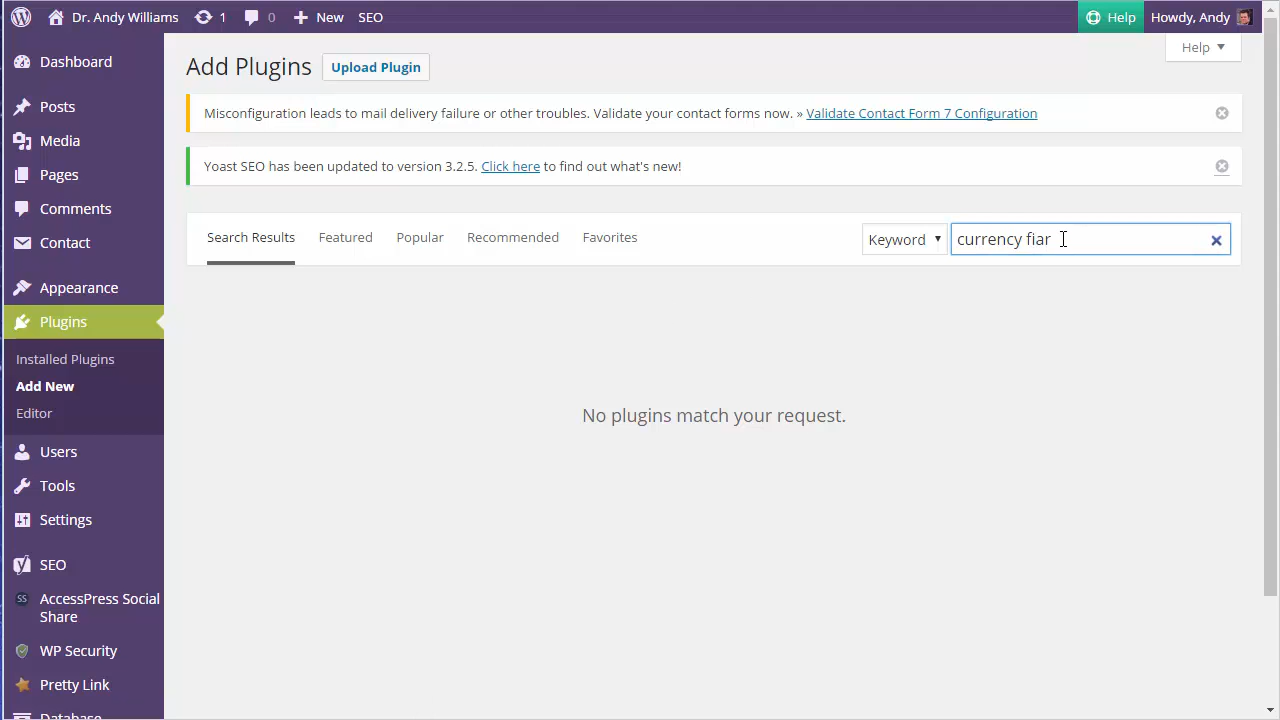 Dr. Andy Williams 1 0 New SEO Help Howdy, Andy
Help
Dashboard
Posts
Media
Pages
Comments
Contact
Appearance
Plugins
Installed Plugins
Add New
Editor
Users
Tools
Settings
SEO
AccessPress Social
Share
WP Security
Pretty Link
Database
Add Plugins Upload Plugin
Misconfiguration leads to mail delivery failure or other troubles. Validate your contact forms now. » Validate Contact Form 7 Configuration
Yoast SEO has been updated to version 3.2.5. Click here to find out what's new!
Search Results Featured Popular Recommended Favorites Keyword currency fiar
No plugins match your request.